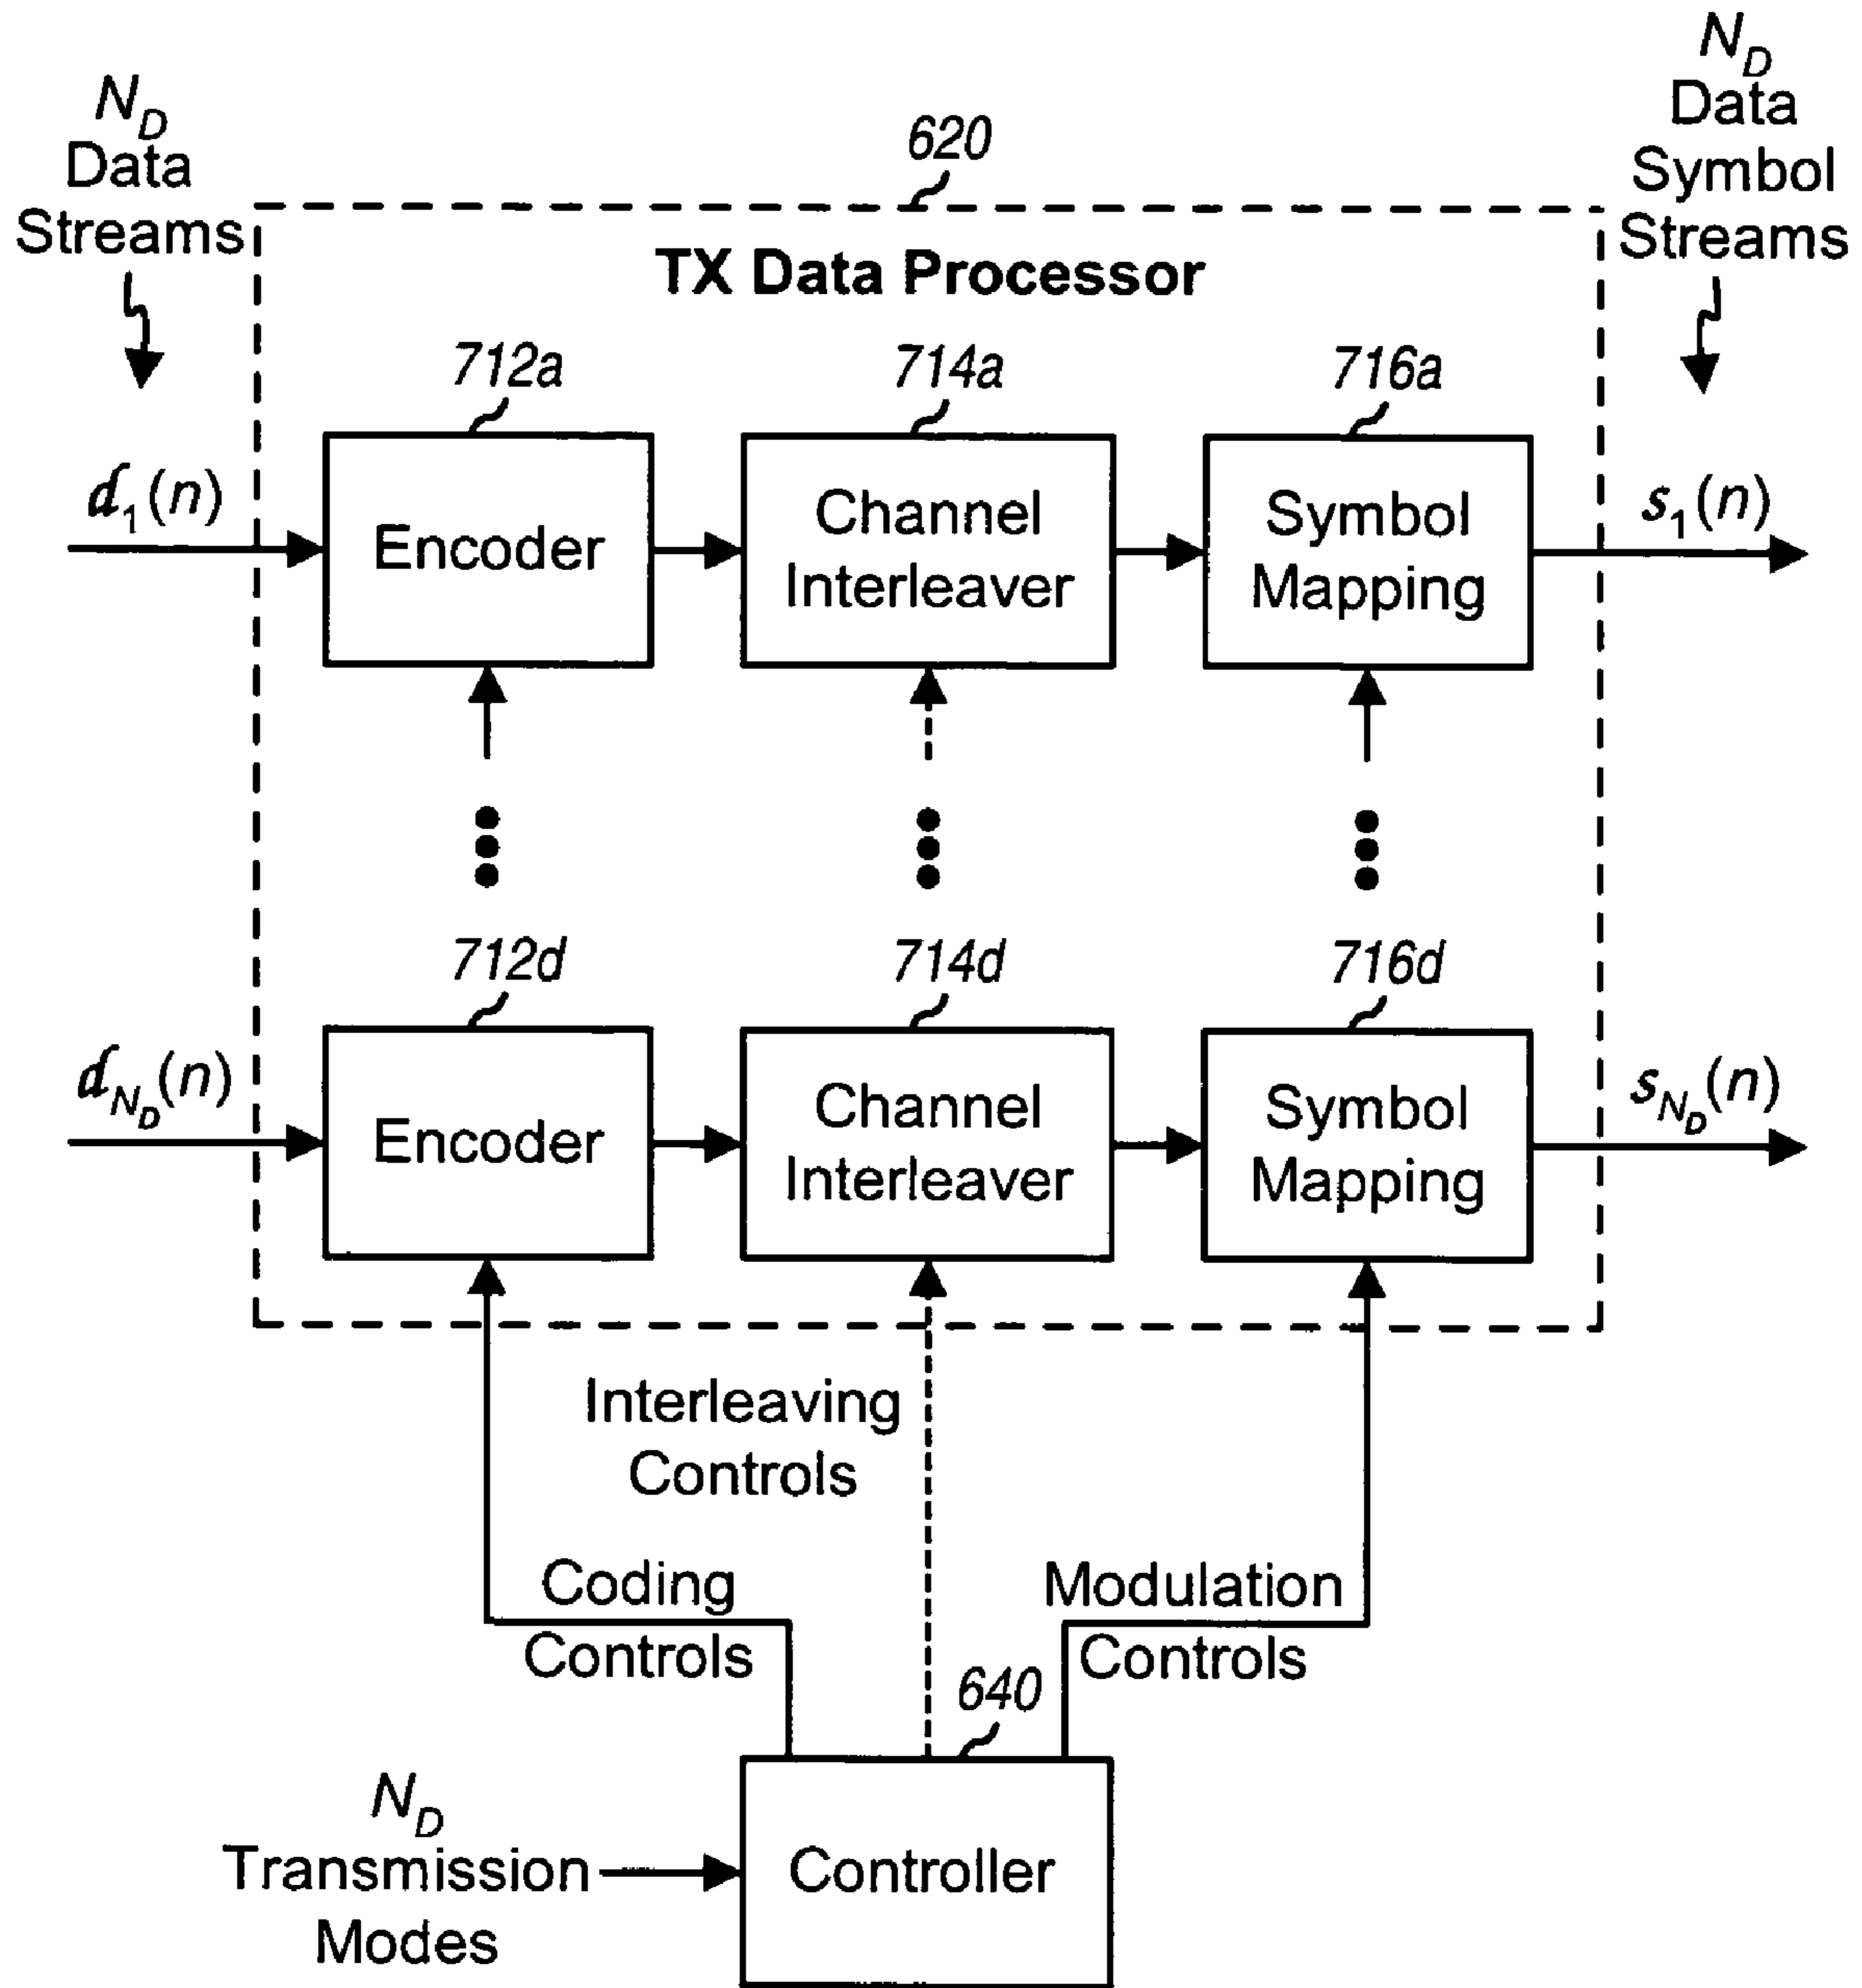 N_D
Data
Streams
N_D
Data
Symbol
Streams
620
TX Data Processor
712a
714a
716a
d_1(n)
Encoder
Channel
Interleaver
Symbol
Mapping
s_1(n)
712d
714d
716d
d_{N_D}(n)
Encoder
Channel
Interleaver
Symbol
Mapping
s_{N_D}(n)
Interleaving
Controls
Coding
Controls
Modulation
Controls
640
N_D
Transmission
Modes
Controller